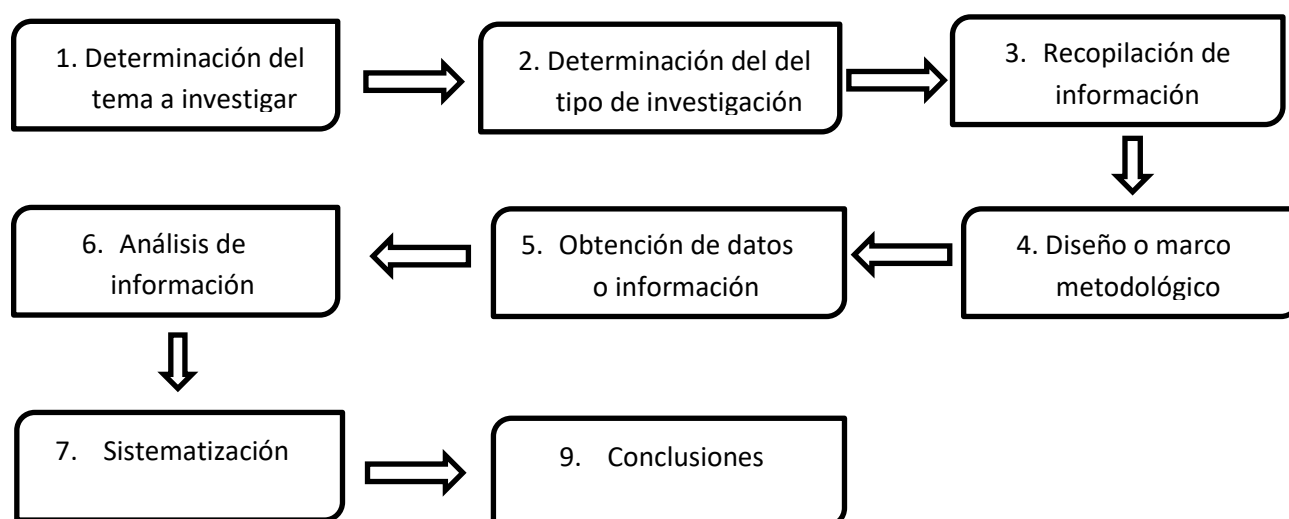 1. Determinación del
tema a investigar
2. Determinación del del
tipo de investigación
3. Recopilación de
información
4. Diseño o marco
metodológico
5. Obtención de datos
o información
6. Análisis de
información
7. Sistematización
9. Conclusiones